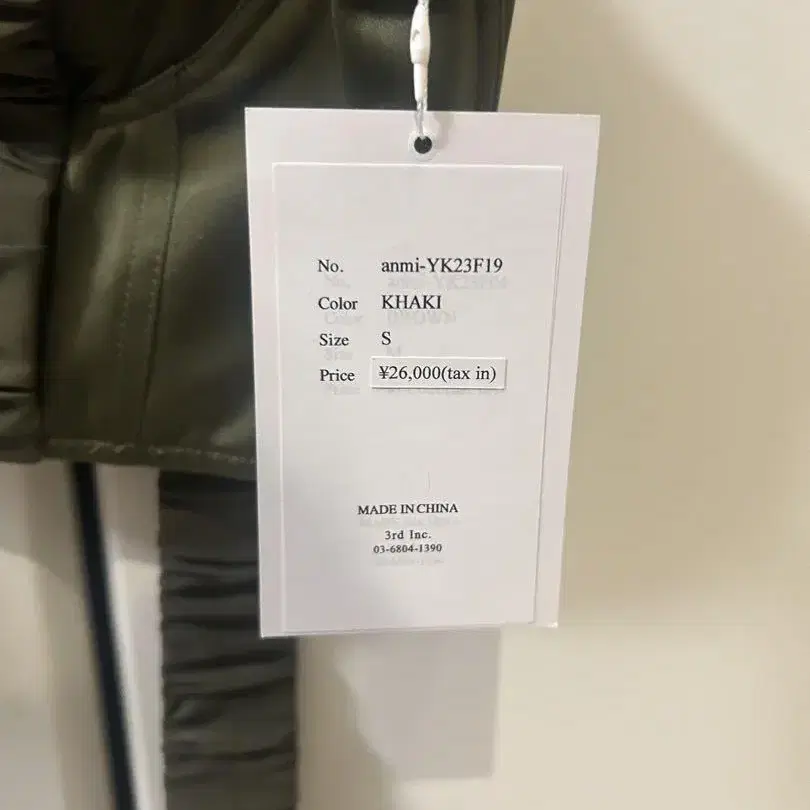 No. anmi-YK23F19
Color KHAKI
Size S
Price ¥26,000(tax in)
MADE IN CHINA
3rd Inc.
03-6804-1390